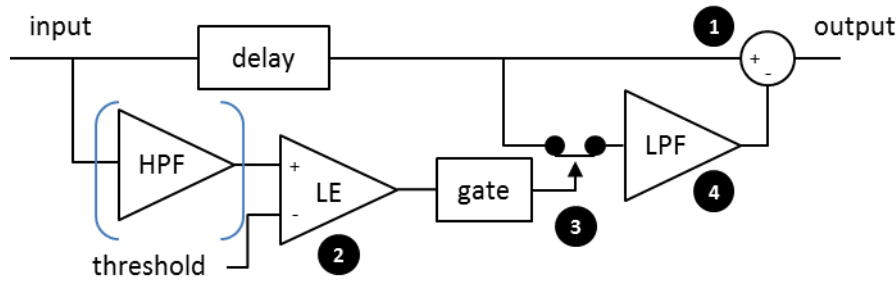 input
1
output
delay
+
-
HPF
+
LE
-
gate
LPF
2
3
4
threshold